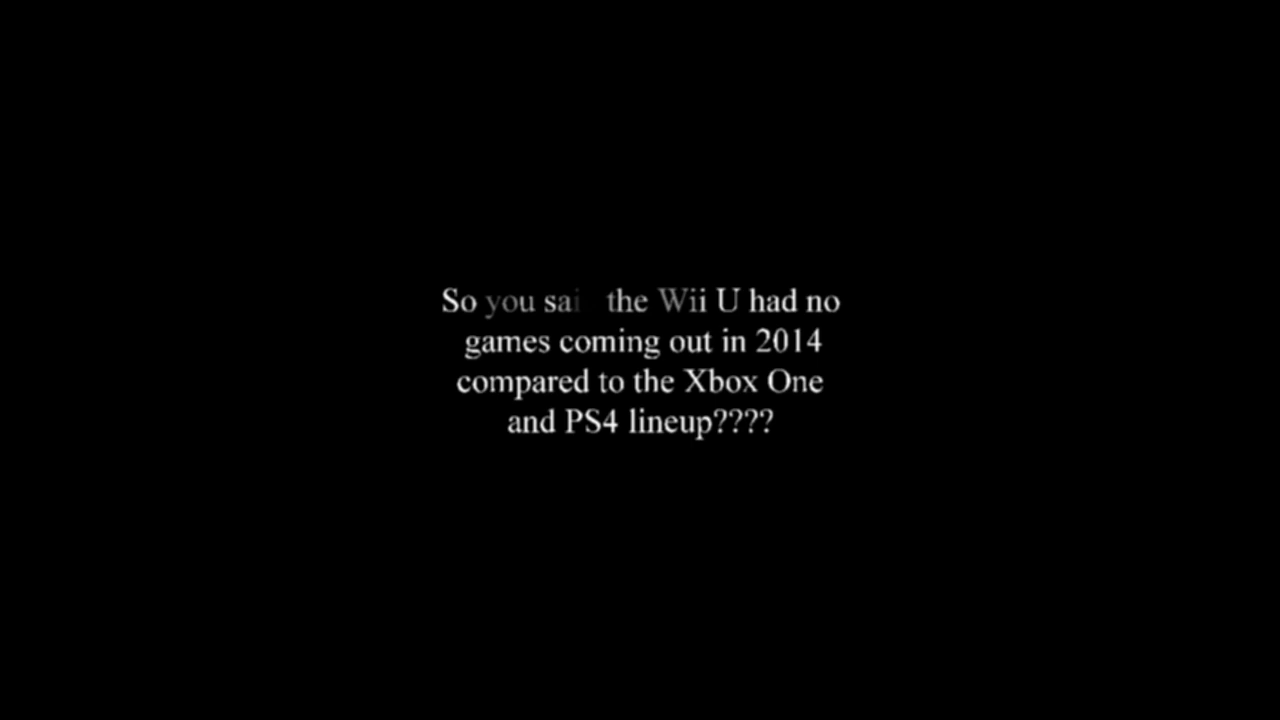 So you sai the Wii U had no
games coming out in 2014
compared to the Xbox One
and PS4 lineup????